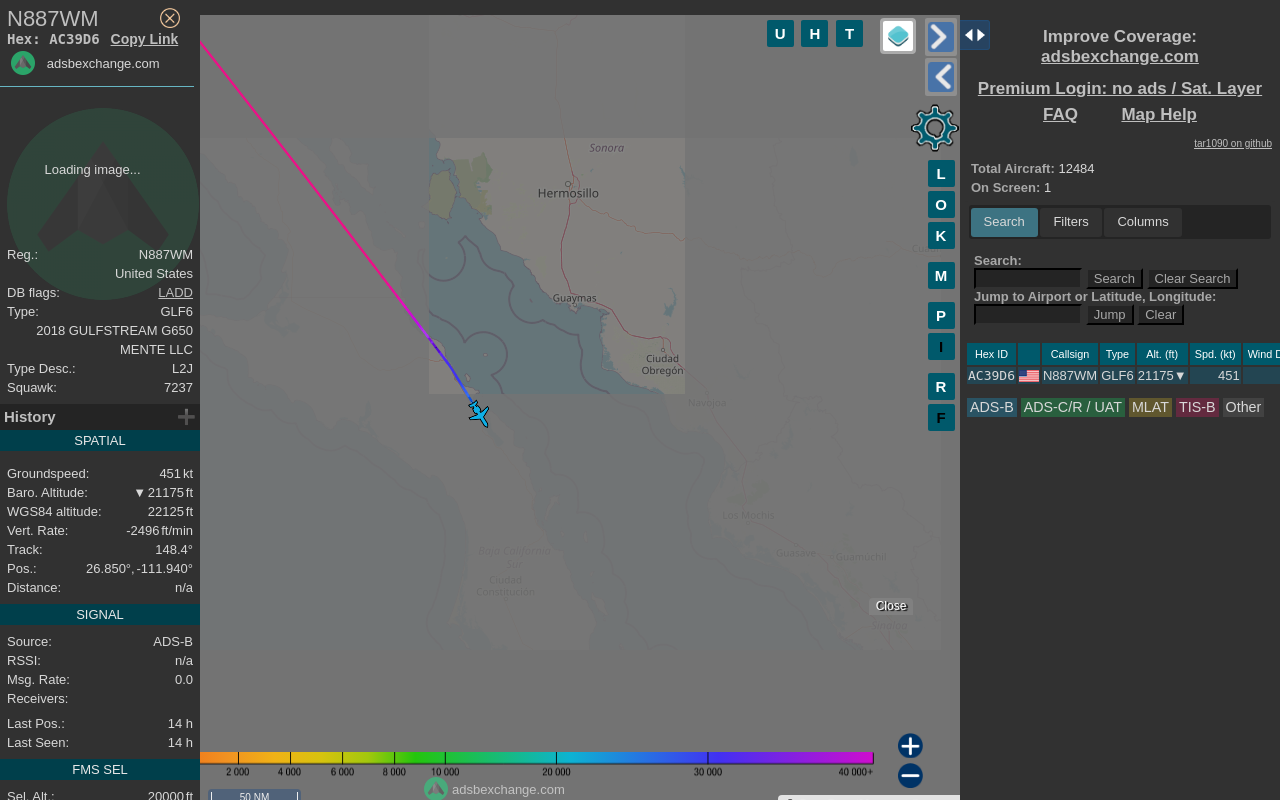 N887WM
Hex: AC39D6 Copy Link
adsbexchange.com
Loading image...
Reg.: N887WM
United States
DB flags: LADD
Type: GLF6
2018 GULFSTREAM G650
MENTE LLC
Type Desc.: L2J
Squawk: 7237
History
SPATIAL
Groundspeed: 451 kt
Baro. Altitude: ▼ 21175 ft
WGS84 altitude: 22125 ft
Vert. Rate: -2496 ft/min
Track: 148.4°
Pos.: 26.850°, -111.940°
Distance: n/a
SIGNAL
Source: ADS-B
RSSI: n/a
Msg. Rate: 0.0
Receivers:
Last Pos.: 14 h
Last Seen: 14 h
FMS SEL
Sel. Alt.: 20000 ft
U H T
L
O
K
M
P
I
R
F
Sonora
Hermosillo
Guaymas
Ciudad
Obregón
Navojoa
Los Mochis
Guasave
Guamúchil
Baja California
Sur
Ciudad
Constitución
Close
2 000 4 000 6 000 8 000 10 000 20 000 30 000 40 000+
adsbexchange.com
50 NM
Improve Coverage:
adsbexchange.com
Premium Login: no ads / Sat. Layer
FAQ Map Help
tar1090 on github
Total Aircraft: 12484
On Screen: 1
Search Filters Columns
Search:
Search Clear Search
Jump to Airport or Latitude, Longitude:
Jump Clear
Hex ID Callsign Type Alt. (ft) Spd. (kt) Wind D
AC39D6 N887WM GLF6 21175▼ 451
ADS-B ADS-C/R / UAT MLAT TIS-B Other